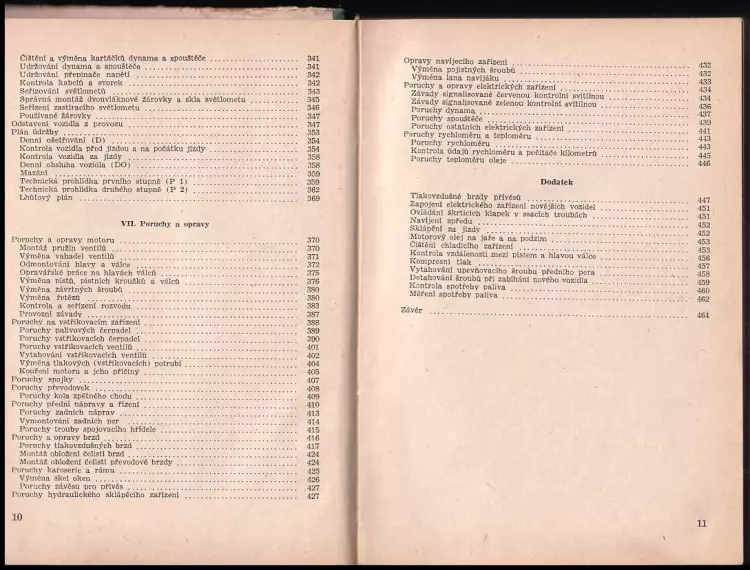 Čištění a výměna kartáčků dynama a spouštěče 341
Udržování dynama a spouštěče 341
Udržování přepínače napětí 342
Kontrola kabelů a svorek 342
Seřizování světlometů 343
Správná montáž dvouvláknové žárovky a skla světlometu 345
Seřízení zastíracího světlometu 346
Používané žárovky 347
Odstavení vozidla z provozu 347
Plán údržby 353
Denní ošetřování (D) 354
Kontrola vozidla před jízdou a na počátku jízdy 354
Kontrola vozidla za jízdy 358
Denní obsluha vozidla (DO) 358
Mazání 359
Technická prohlídka prvního stupně (P 1) 359
Technická prohlídka druhého stupně (P 2) 362
Lhůtový plán 369
VII. Poruchy a opravy
Poruchy a opravy motoru 370
Montáž pružin ventilů 370
Výměna vahadel ventilů 371
Odmontování hlavy a válce 372
Opravářské práce na hlavách válců 375
Výměna pístů, pístních kroužků a válců 376
Výměna závrtných šroubů 380
Výměna řetězů 380
Kontrola a seřízení rozvodu 383
Provozní závady 387
Poruchy na vstřikovacím zařízení 388
Poruchy palivových čerpadel 389
Poruchy vstřikovacích čerpadel 390
Poruchy vstřikovacích ventilů 401
Vytahování vstřikovacích ventilů 402
Výměna tlakových (vstřikovacích) potrubí 404
Kouření motoru a jeho příčiny 405
Poruchy spojky 407
Poruchy převodovek 408
Poruchy kola zpětného chodu 409
Poruchy přední nápravy a řízení 410
Poruchy zadních náprav 413
Vymontování zadních per 414
Poruchy trouby spojovacího hřídele 415
Poruchy a opravy brzd 416
Poruchy tlakovzdušných brzd 417
Montáž obložení čelistí brzd 424
Montáž obložení čelistí převodové brzdy 424
Poruchy karoserie a rámu 425
Výměna skel oken 426
Poruchy závěsu pro přívěs 427
Poruchy hydraulického sklápěcího zařízení 427
10
Opravy navíjecího zařízení 432
Výměna pojistných šroubů 432
Výměna lana navijáku 433
Poruchy a opravy elektrických zařízení 434
Závady signalisované červenou kontrolní svítilnou 434
Závady signalisované zelenou kontrolní svítilnou 436
Poruchy dynama 437
Poruchy spouštěče 439
Poruchy ostatních elektrických zařízení 441
Poruchy rychloměru a teploměru 443
Poruchy rychloměru 443
Kontrola údajů rychloměru a počítače kilometrů 445
Poruchy teploměru oleje 446
Dodatek
Tlakovzdušné brzdy přívěsů 447
Zapojení elektrického zařízení novějších vozidel 451
Ovládání škrticích klapek v ssacích troubách 451
Navíjení zpředu 452
Sklápění za jízdy 452
Motorový olej na jaře a na podzim 453
Čištění chladicího zařízení 453
Kontrola vzdálenosti mezi pístem a hlavou válce 456
Kompresní tlak 457
Vytahování upevňovacího šroubu předního pera 458
Detahování šroubů při zabíhání nového vozidla 459
Kontrola spotřeby paliva 460
Měření spotřeby paliva 462
Závěr 464
11